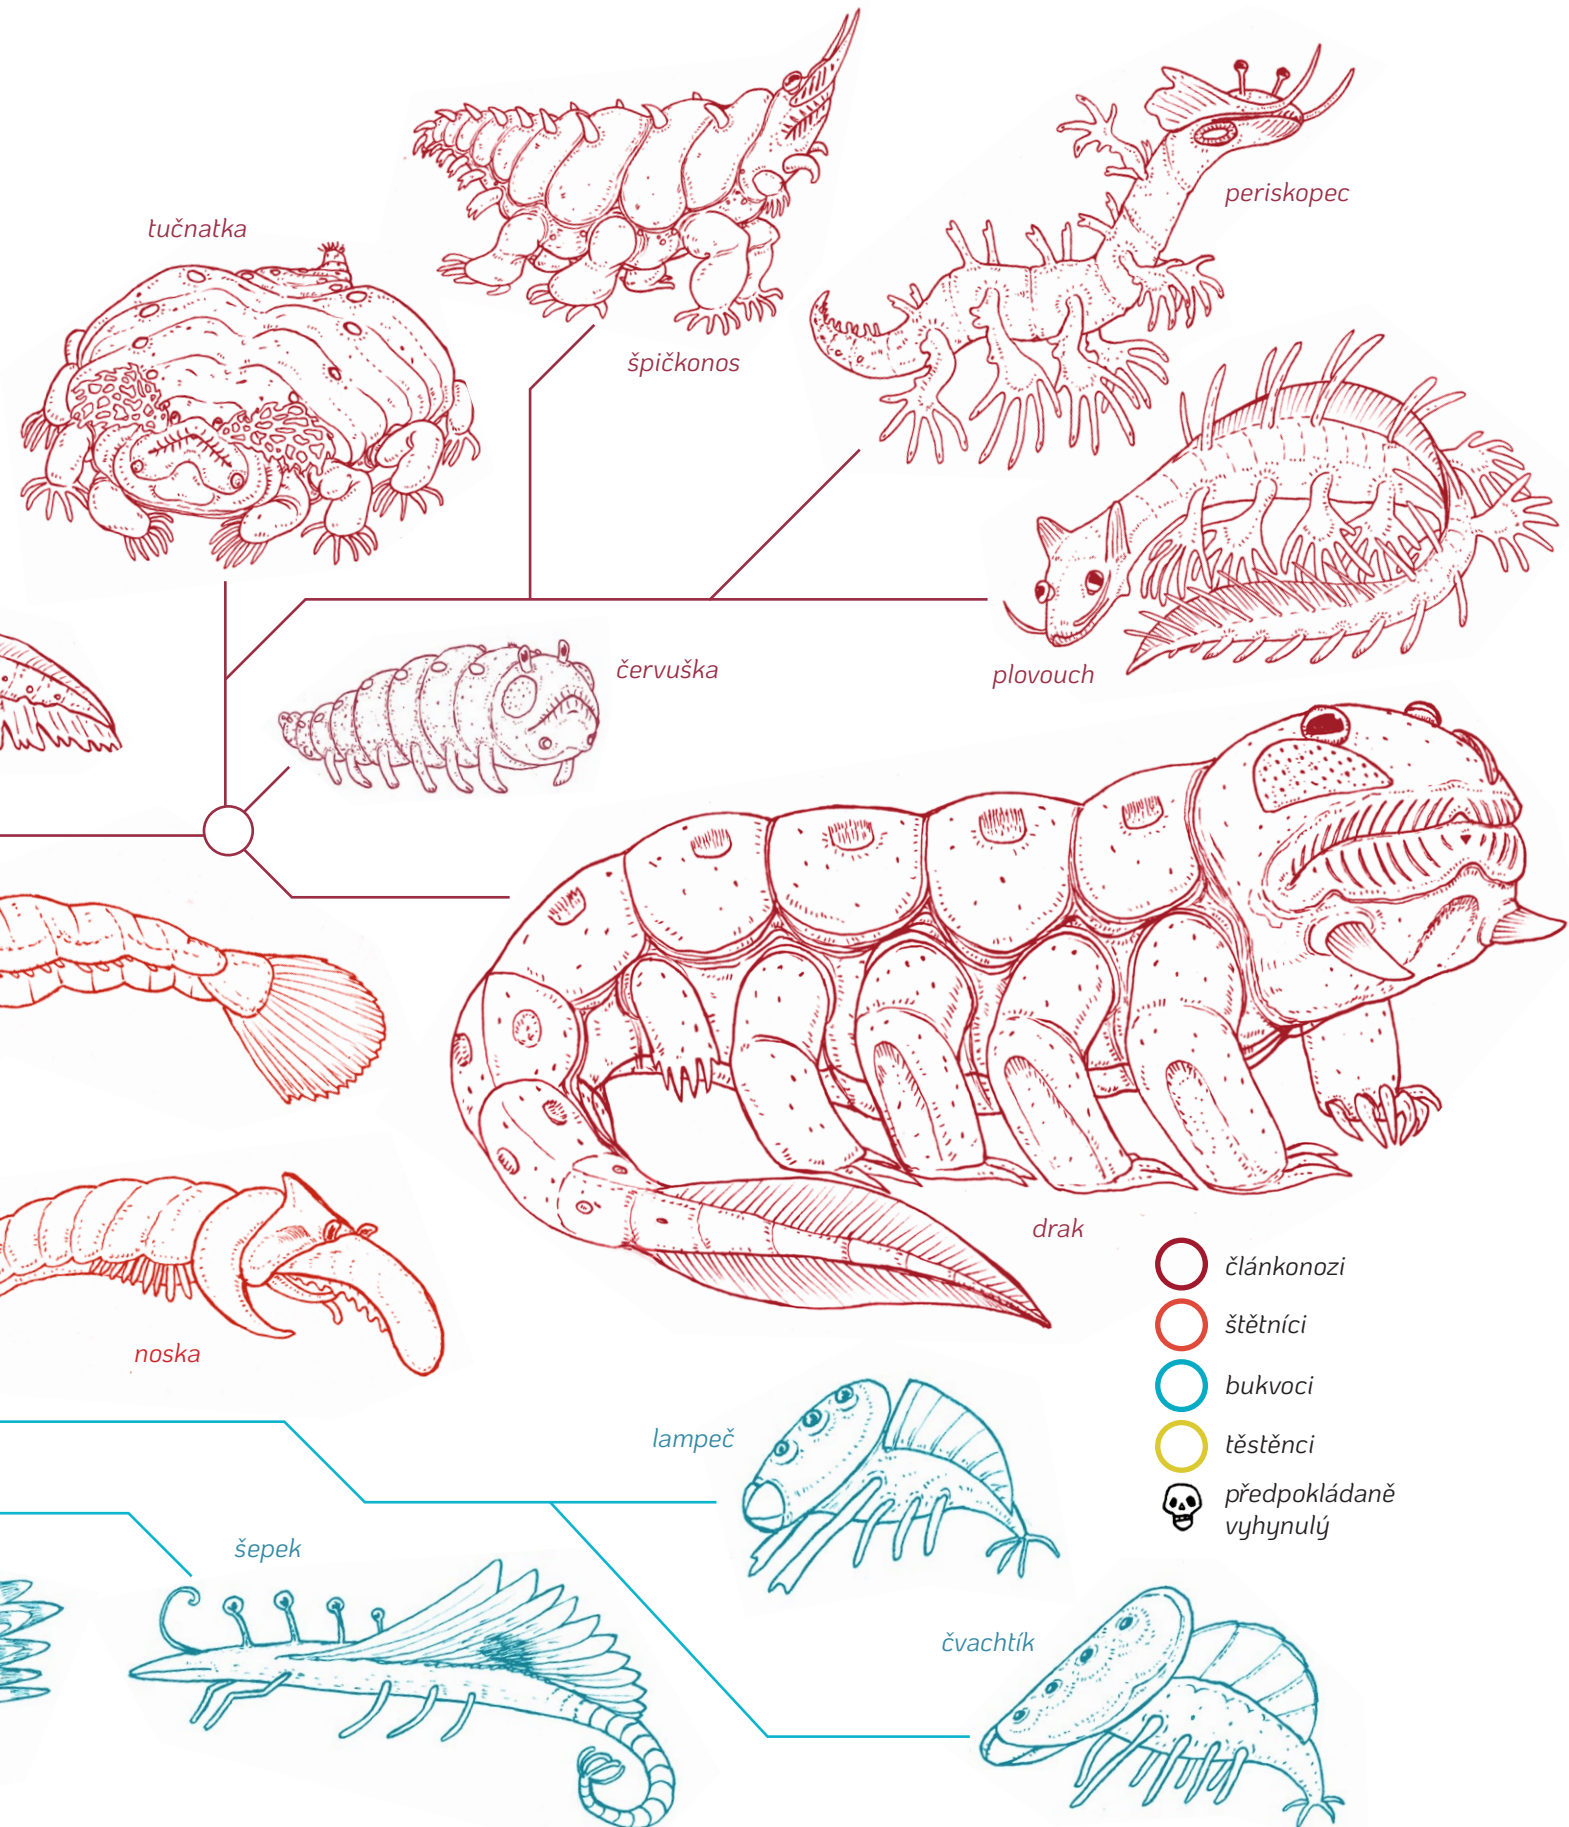 periskopec
tučnatka
špičkonos
červuška
plovouch
drak
článkonozi
štětníci
noska
bukvoci
lampeč
těstěnci
předpokládaně
vyhynulý
šepek
čvachtík